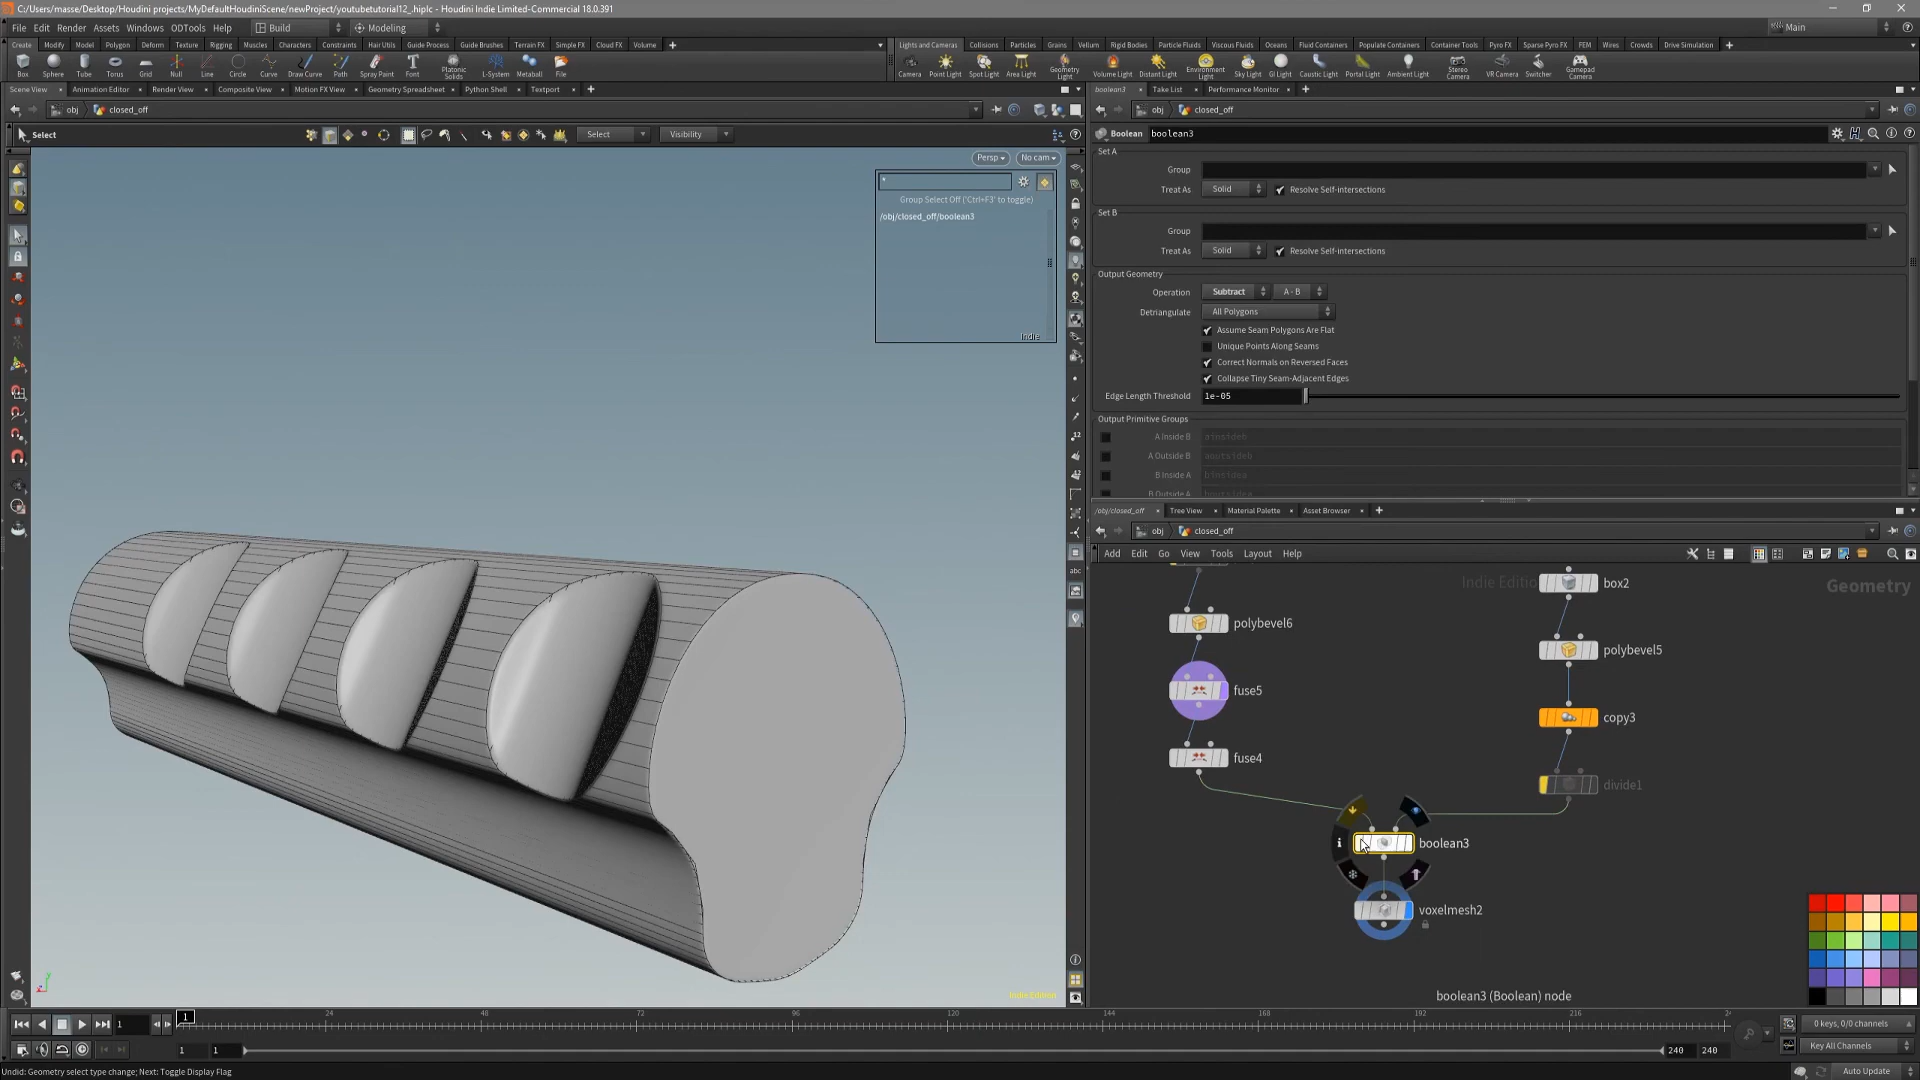 C:/Users/masse/Desktop/Houdini projects/MyDefaultHoudiniScene/newProject/youtubetutorial12_.hiplc - Houdini Indie Limited-Commercial 18.0.391
File Edit Render Assets Windows ODTools Help Build Modeling Main
Create Modify Model Polygon Deform Texture Rigging Muscles Characters Constraints Hair Utils Guide Process Guide Brushes Terrain FX Simple FX Cloud FX Volume
Lights and Cameras Collisions Particles Grains Vellum Rigid Bodies Particle Fluids Viscous Fluids Oceans Fluid Containers Populate Containers Container Tools Pyro FX Sparse Pyro FX FEM Wires Crowds Drive Simulation
Box Sphere Tube Torus Grid Null Line Circle Curve Draw Curve Path Spray Paint Font Platonic Solids L-System Metaball File
Camera Point Light Spot Light Area Light Geometry Light Volume Light Distant Light Environment Light Sky Light GI Light Caustic Light Portal Light Ambient Light Stereo Camera VR Camera Switcher Gamepad Camera
Scene View Animation Editor Render View Composite View Motion FX View Geometry Spreadsheet Python Shell Textport
boolean3 Take List Performance Monitor
obj closed_off
obj closed_off
Select Select Visibility
Boolean boolean3
Persp No cam
*
Group Select Off ('Ctrl+F3' to toggle)
/obj/closed_off/boolean3
Indie
Set A
Group
Treat As Solid Resolve Self-intersections
Set B
Group
Treat As Solid Resolve Self-intersections
Output Geometry
Operation Subtract A - B
Detriangulate All Polygons
Assume Seam Polygons Are Flat
Unique Points Along Seams
Correct Normals on Reversed Faces
Collapse Tiny Seam-Adjacent Edges
Edge Length Threshold 1e-05
Output Primitive Groups
A Inside B ainsideb
A Outside B aoutsideb
B Inside A binsidea
B Outside A boutsidea
/obj/closed_off Tree View Material Palette Asset Browser
obj closed_off
Add Edit Go View Tools Layout Help
Indie Edition Geometry
box2
polybevel6
polybevel5
fuse5
copy3
fuse4
divide1
boolean3
voxelmesh2
boolean3 (Boolean) node
Indie Edition
1 1 24 48 72 96 120 144 168 192 216
0 keys, 0/0 channels
1 1 240 240
Key All Channels
Undid: Geometry select type change; Next: Toggle Display Flag
Auto Update